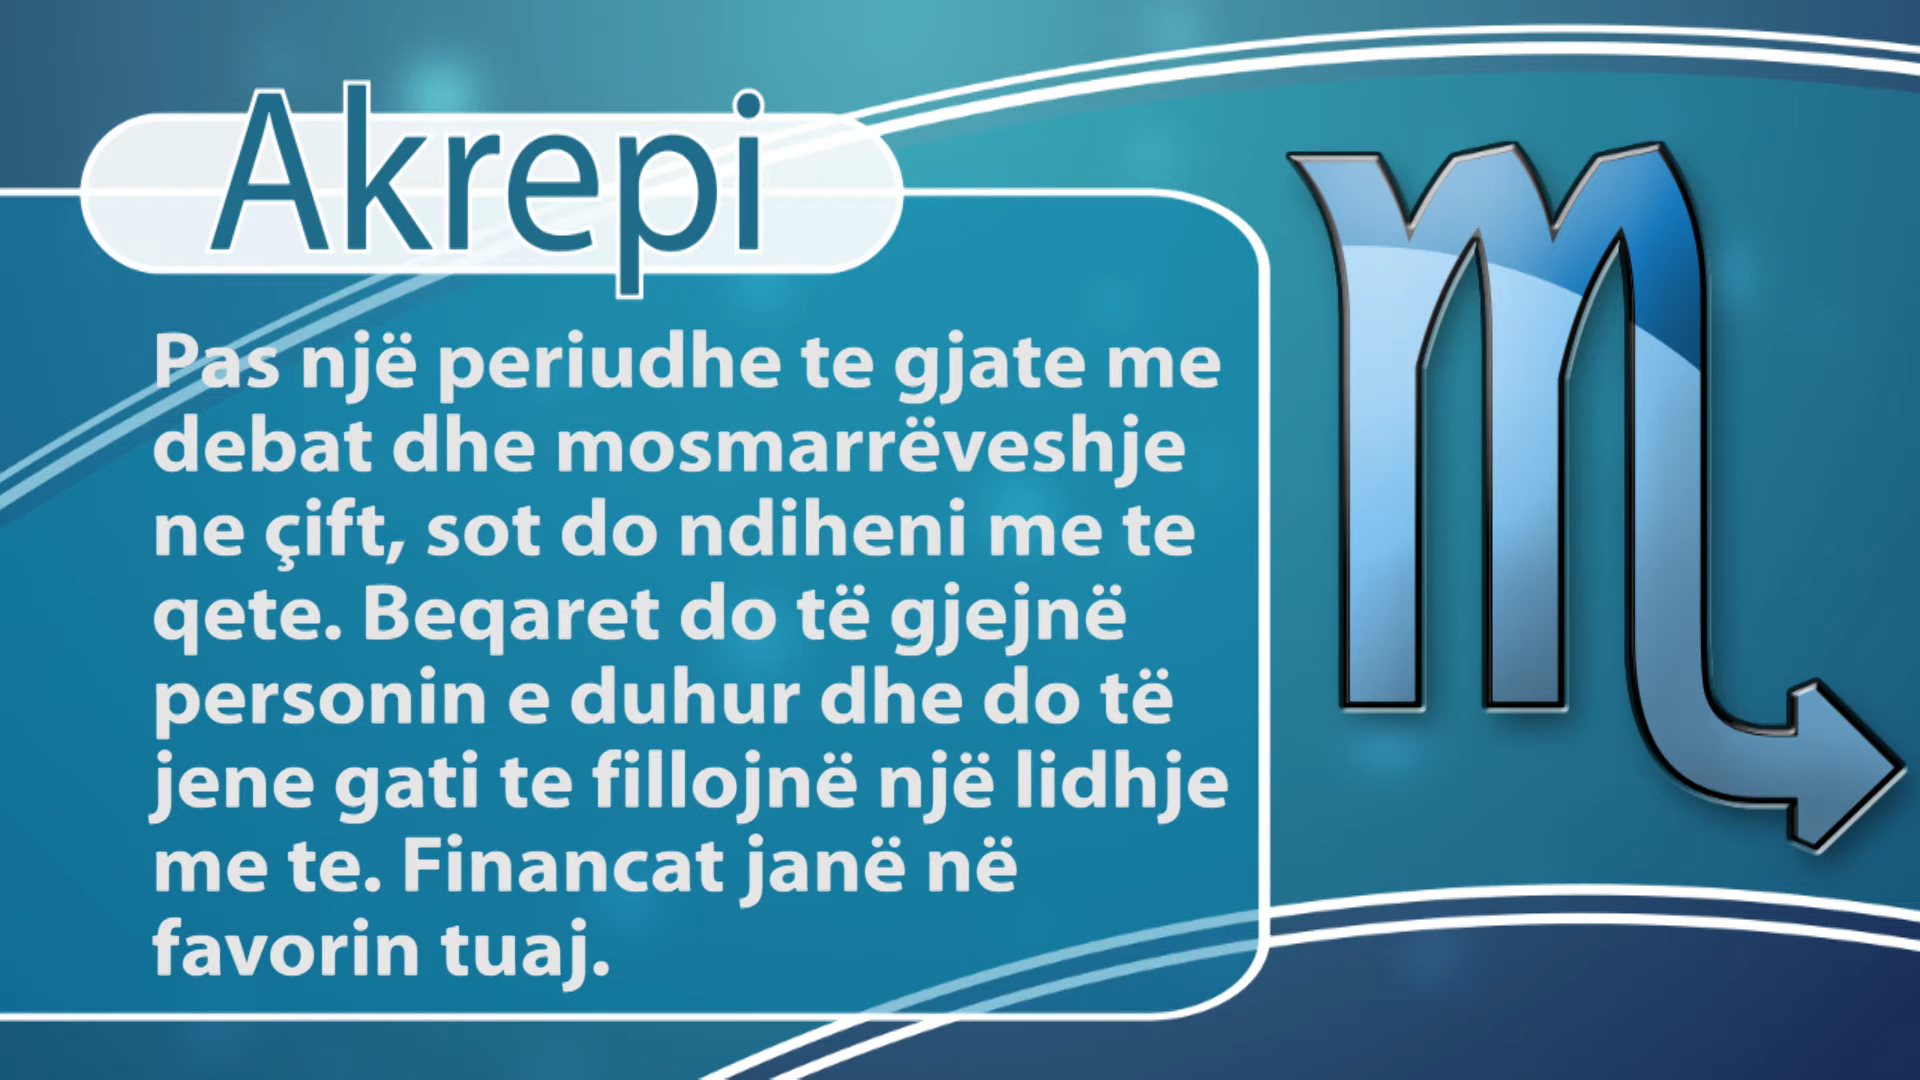 Akrepi
Pas një periudhe te gjate me
debat dhe mosmarrëveshje
ne çift, sot do ndiheni me te
qete. Beqaret do të gjejnë
personin e duhur dhe do të
jene gati te fillojnë një lidhje
me te. Financat janë në
favorin tuaj.